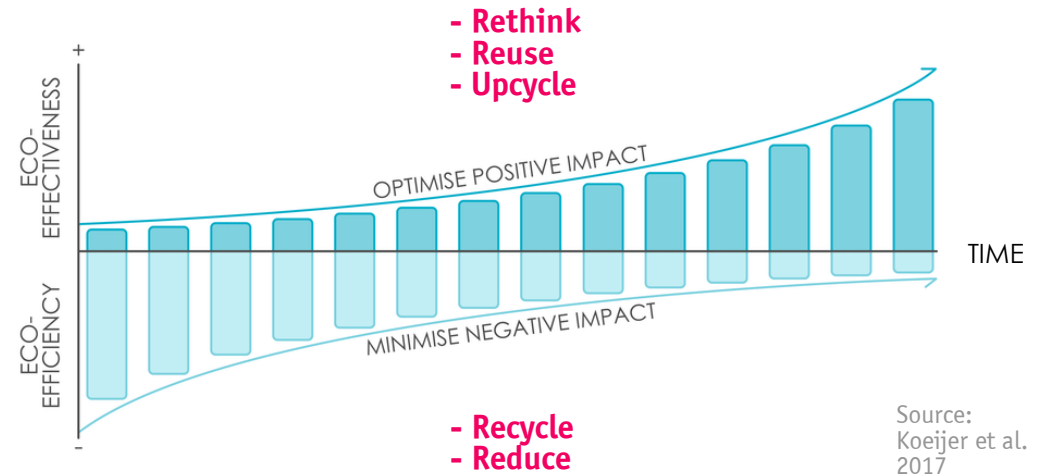 - Rethink
- Reuse
- Upcycle
+
ECO-
EFFECTIVENESS
OPTIMISE POSITIVE IMPACT
TIME
ECO-
EFFICIENCY
MINIMISE NEGATIVE IMPACT
-
- Recycle
- Reduce
Source:
Koeijer et al.
2017